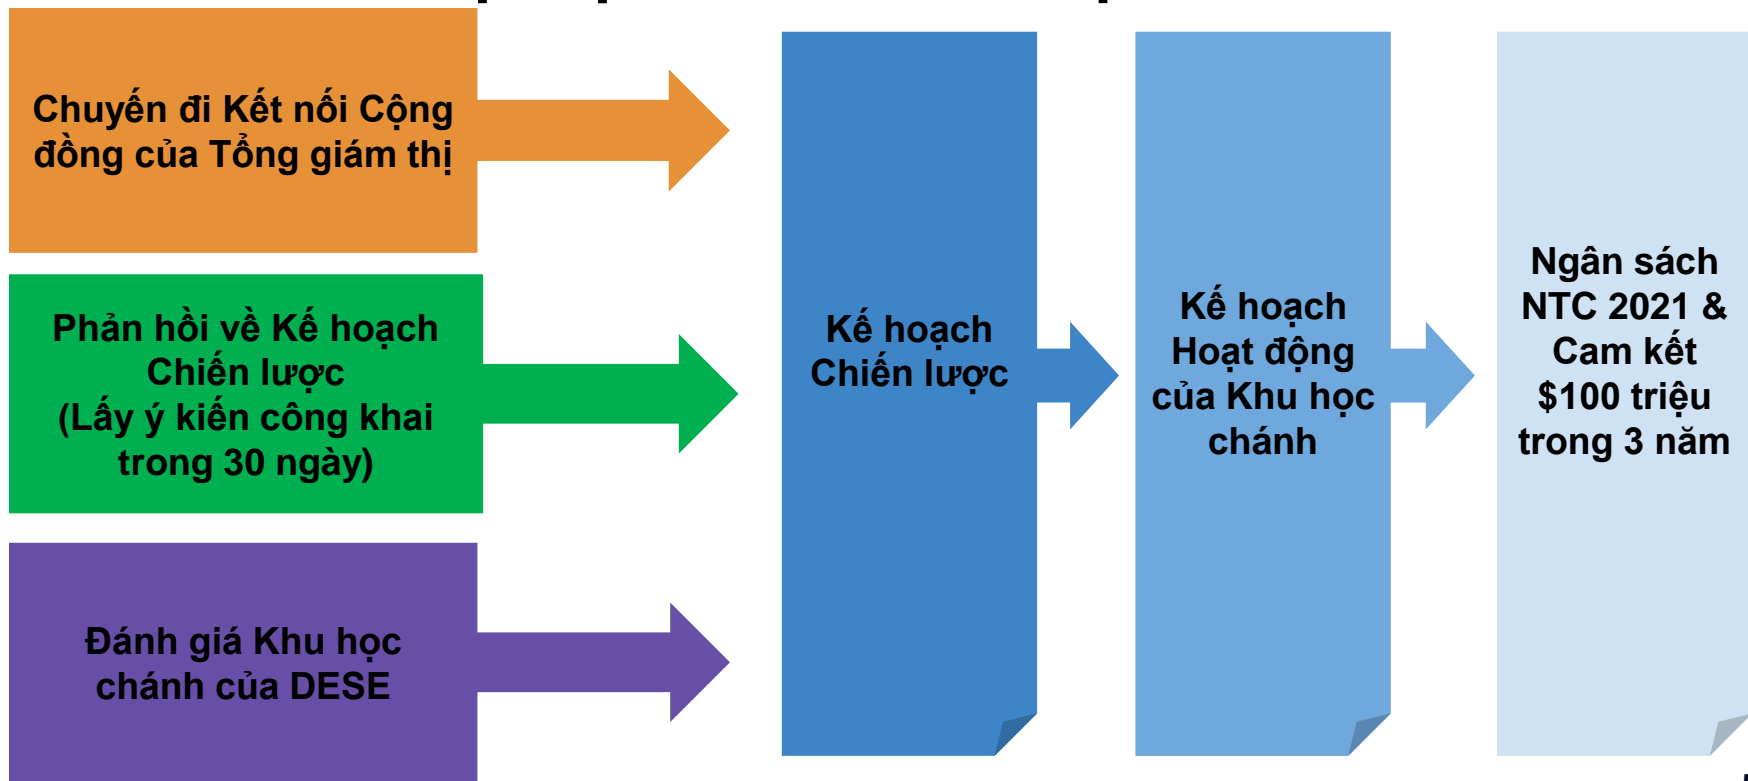 Chuyến đi Kết nối Cộng
đồng của Tổng giám thị
Phản hồi về Kế hoạch
Chiến lược
(Lấy ý kiến công khai
trong 30 ngày)
Đánh giá Khu học
chánh của DESE
Kế hoạch
Chiến lược
Kế hoạch
Hoạt động
của Khu học
chánh
Ngân sách
NTC 2021 &
Cam kết
$100 triệu
trong 3 năm